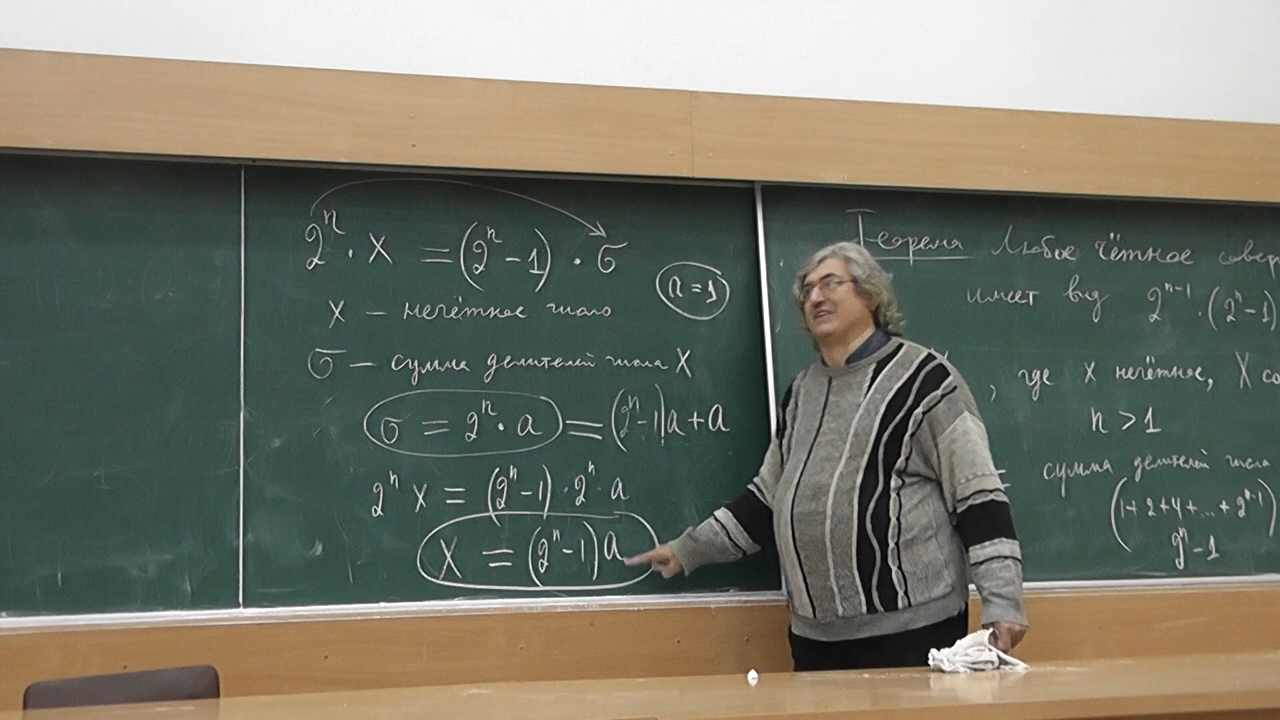 2ⁿ · x = (2ⁿ - 1) · σ
n = 1
x — нечётное число
σ — сумма делителей числа X
σ = 2ⁿ · a = (2ⁿ-1)a + a
2ⁿ x = (2ⁿ-1) · 2ⁿ · a
X = (2ⁿ-1) a
Теорема Любое чётное совер
имеет вид 2ⁿ⁻¹ · (2ⁿ-1)
, где x нечётное, X со
n > 1
сумма делителей числа
(1+2+4+...+2ⁿ⁻¹)
2ⁿ-1